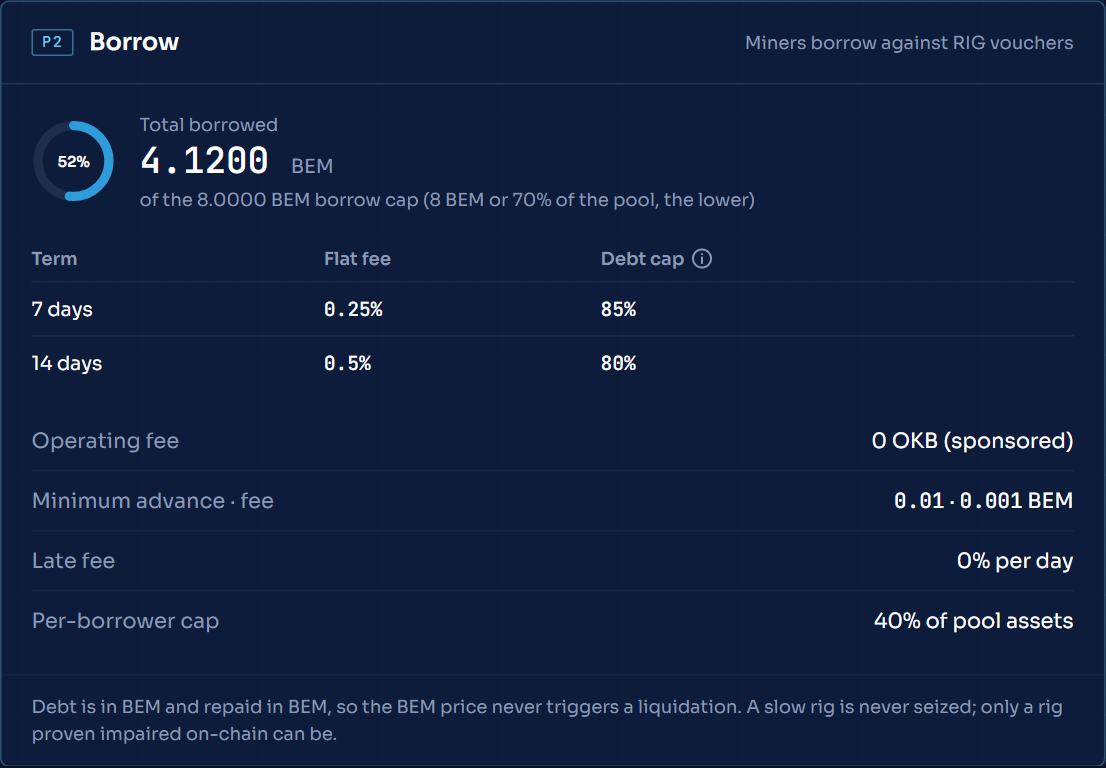 P2 Borrow Miners borrow against RIG vouchers
52%
Total borrowed
4.1200 BEM
of the 8.0000 BEM borrow cap (8 BEM or 70% of the pool, the lower)
Term Flat fee Debt cap
7 days 0.25% 85%
14 days 0.5% 80%
Operating fee 0 OKB (sponsored)
Minimum advance · fee 0.01 · 0.001 BEM
Late fee 0% per day
Per-borrower cap 40% of pool assets
Debt is in BEM and repaid in BEM, so the BEM price never triggers a liquidation. A slow rig is never seized; only a rig
proven impaired on-chain can be.